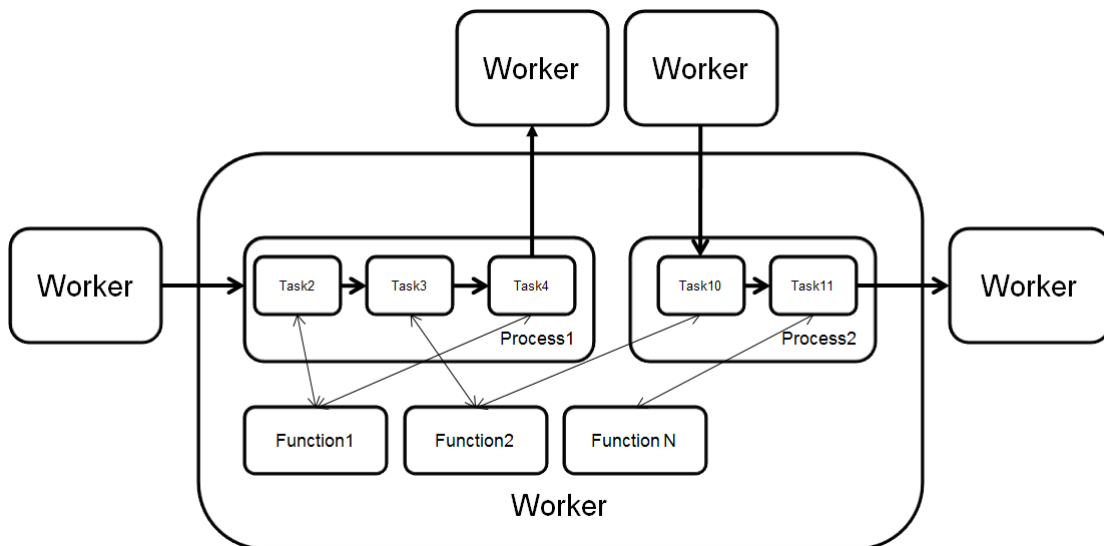 Worker
Worker
Worker
Worker
Task2
Task3
Task4
Task10
Task11
Process1
Process2
Function1
Function2
Function N
Worker